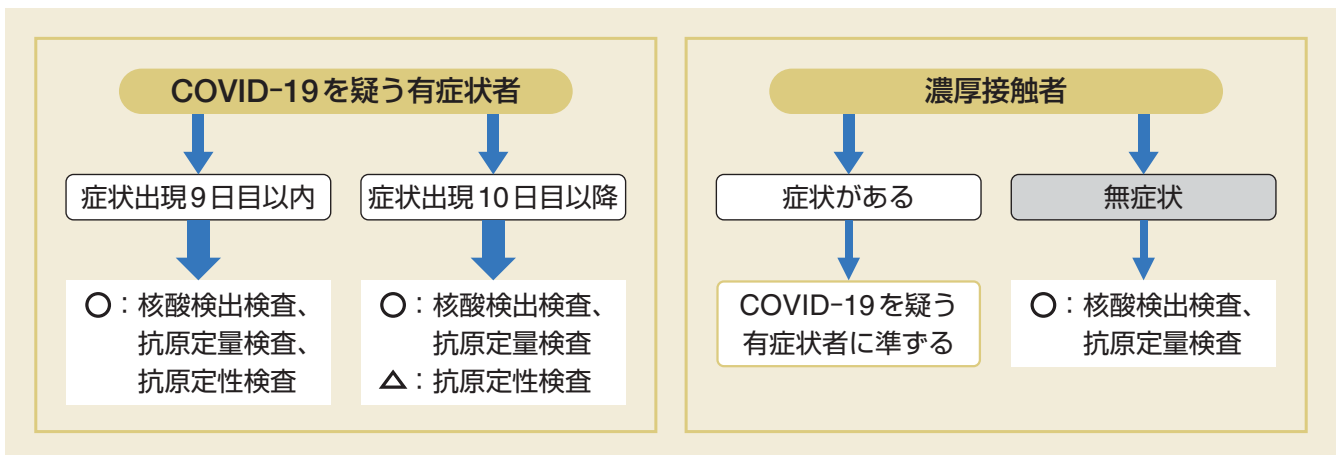 COVID-19を疑う有症状者
症状出現9日目以内
症状出現10日目以降
○：核酸検出検査、
抗原定量検査、
抗原定性検査
○：核酸検出検査、
抗原定量検査
△：抗原定性検査
濃厚接触者
症状がある
無症状
COVID-19を疑う
有症状者に準ずる
○：核酸検出検査、
抗原定量検査